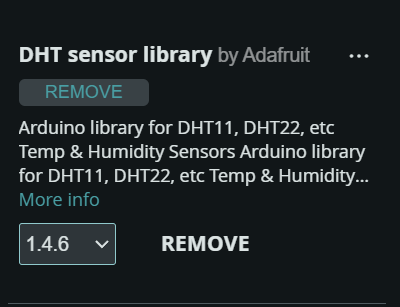 DHT sensor library by Adafruit ...
REMOVE
Arduino library for DHT11, DHT22, etc
Temp & Humidity Sensors Arduino library
for DHT11, DHT22, etc Temp & Humidity...
More info
1.4.6
REMOVE